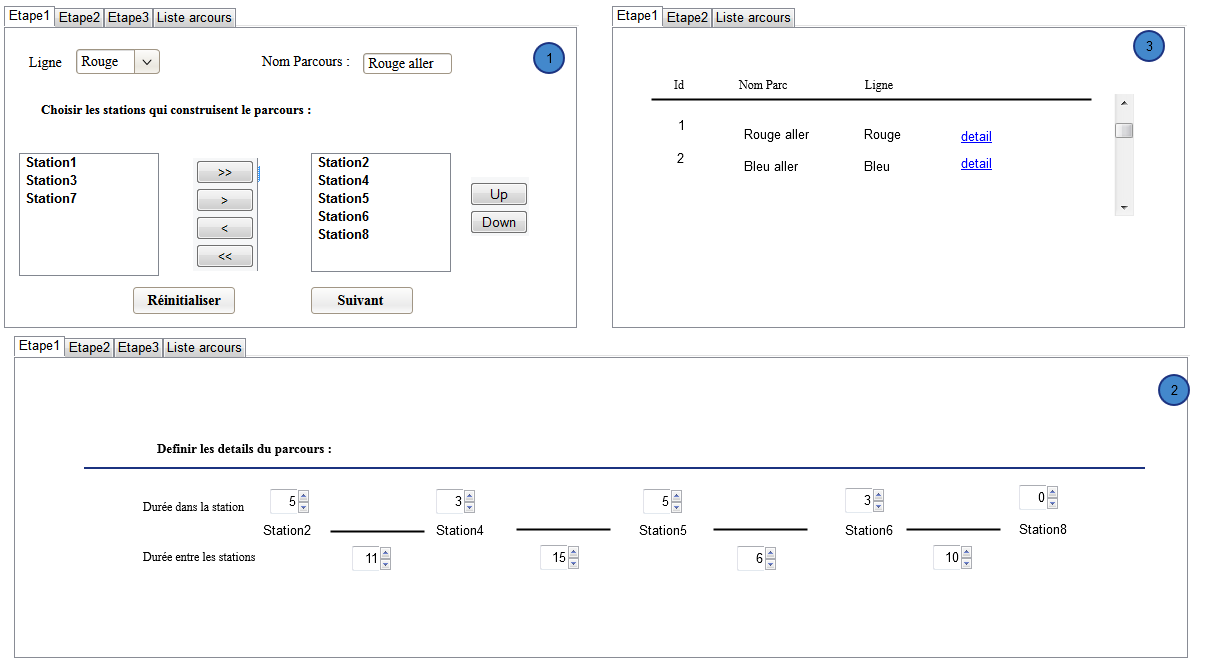 Etape1 Etape2 Etape3 Liste arcours
Ligne Rouge Nom Parcours : Rouge aller 1
Choisir les stations qui construisent le parcours :
Station1
Station3
Station7
>>
>
<
<<
Station2
Station4
Station5
Station6
Station8
Up
Down
Réinitialiser Suivant
Etape1 Etape2 Liste arcours
3
Id Nom Parc Ligne
1 Rouge aller Rouge detail
2 Bleu aller Bleu detail
Etape1 Etape2 Etape3 Liste arcours
2
Definir les details du parcours :
Durée dans la station 5 3 5 3 0
Station2 Station4 Station5 Station6 Station8
Durée entre les stations 11 15 6 10